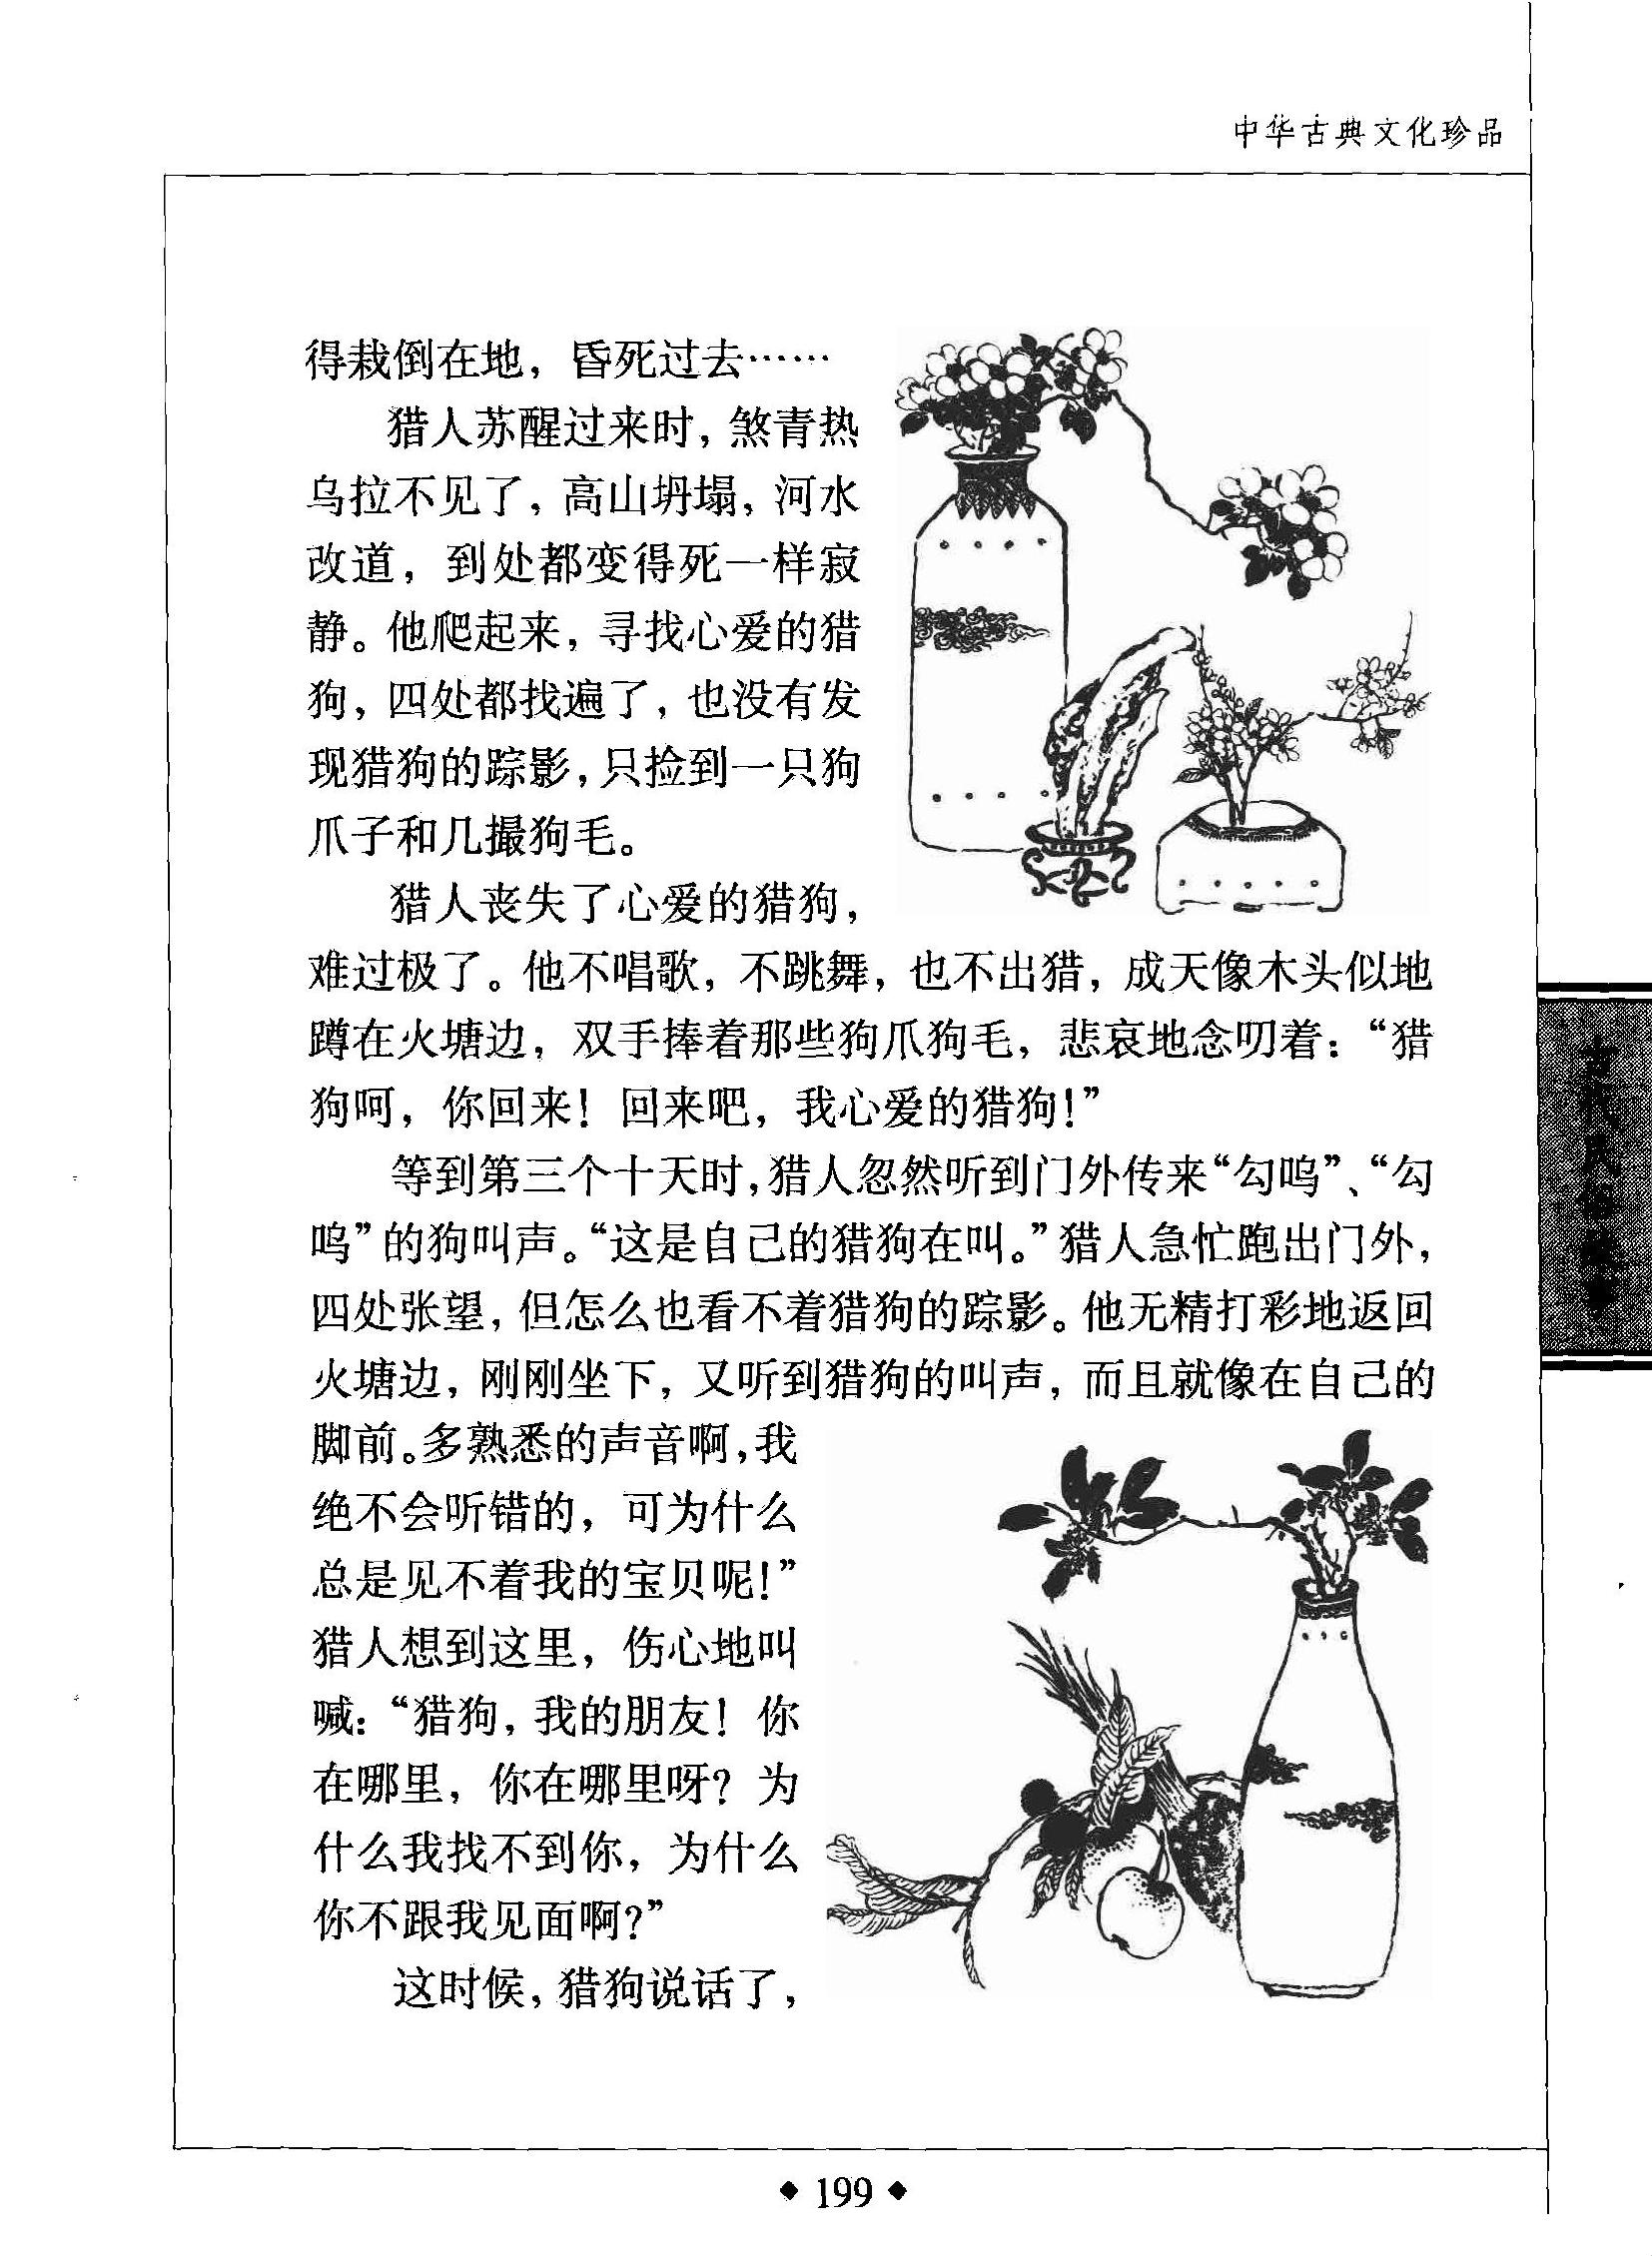 中华古典文化珍品
得栽倒在地，昏死过去……
猎人苏醒过来时，煞青热
乌拉不见了，高山坍塌，河水
改道，到处都变得死一样寂
静。他爬起来，寻找心爱的猎
狗，四处都找遍了，也没有发
现猎狗的踪影，只捡到一只狗
爪子和几撮狗毛。
猎人丧失了心爱的猎狗，
难过极了。他不唱歌，不跳舞，也不出猎，成天像木头似地
蹲在火塘边，双手捧着那些狗爪狗毛，悲哀地念叨着：“猎
狗呵，你回来！回来吧，我心爱的猎狗！”
等到第三个十天时，猎人忽然听到门外传来“勾呜”、“勾
呜”的狗叫声。“这是自己的猎狗在叫。”猎人急忙跑出门外，
四处张望，但怎么也看不着猎狗的踪影。他无精打彩地返回
火塘边，刚刚坐下，又听到猎狗的叫声，而且就像在自己的
脚前。多熟悉的声音啊，我
绝不会听错的，可为什么
总是见不着我的宝贝呢！”
猎人想到这里，伤心地叫
喊：“猎狗，我的朋友！你
在哪里，你在哪里呀？为
什么我找不到你，为什么
你不跟我见面啊？”
这时候，猎狗说话了，
古代民俗故事
◆ 199 ◆